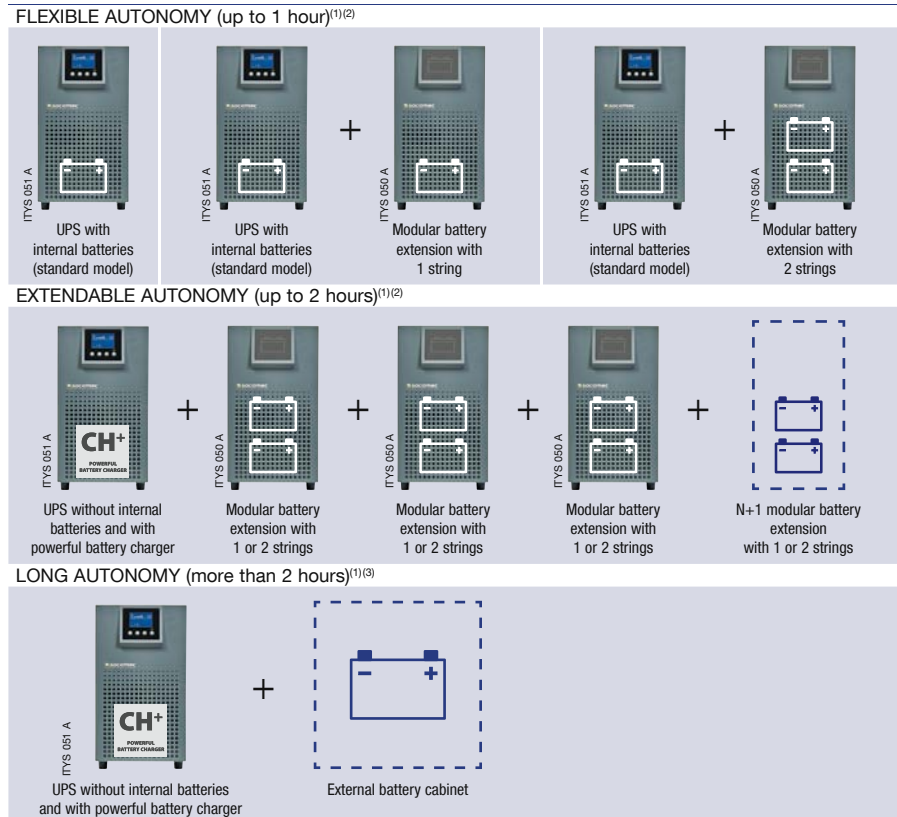 FLEXIBLE AUTONOMY (up to 1 hour)(1)(2)
ITYS 051 A
UPS with
internal batteries
(standard model)
ITYS 051 A
UPS with
internal batteries
(standard model)
+
ITYS 050 A
Modular battery
extension with
1 string
ITYS 051 A
UPS with
internal batteries
(standard model)
+
ITYS 050 A
Modular battery
extension with
2 strings
EXTENDABLE AUTONOMY (up to 2 hours)(1)(2)
ITYS 051 A
CH+
POWERFUL
BATTERY CHARGER
UPS without internal
batteries and with
powerful battery charger
+
ITYS 050 A
Modular battery
extension with
1 or 2 strings
+
ITYS 050 A
Modular battery
extension with
1 or 2 strings
+
ITYS 050 A
Modular battery
extension with
1 or 2 strings
+
N+1 modular battery
extension
with 1 or 2 strings
LONG AUTONOMY (more than 2 hours)(1)(3)
ITYS 051 A
CH+
POWERFUL
BATTERY CHARGER
UPS without internal batteries
and with powerful battery charger
+
External battery cabinet